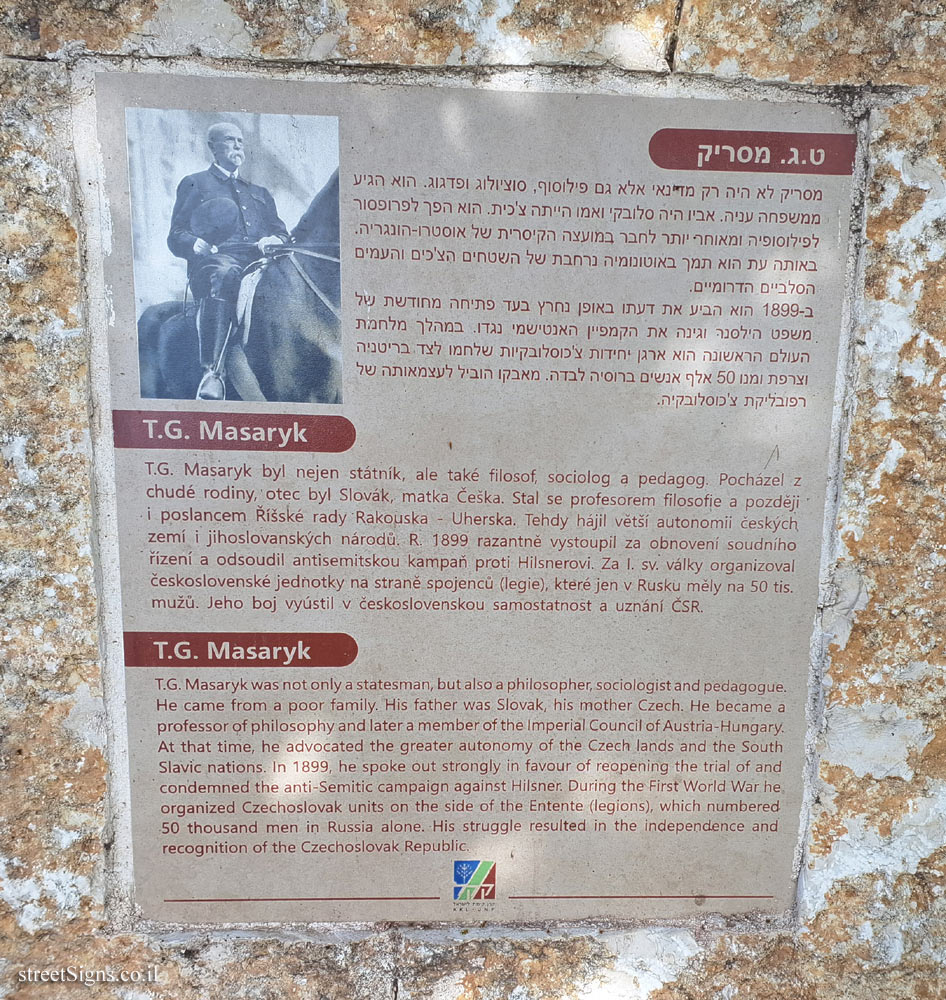 ט.ג. מסריק
מסריק לא היה רק מדינאי אלא גם פילוסוף, סוציולוג ופדגוג. הוא הגיע
ממשפחה עניה. אביו היה סלובקי ואמו הייתה צ'כית. הוא הפך לפרופסור
לפילוסופיה ומאוחר יותר לחבר במועצה הקיסרית של אוסטרו-הונגריה.
באותה עת הוא תמך באוטונומיה נרחבת של השטחים הצ'כים והעמים
הסלביים הדרומיים.
ב-1899 הוא הביע את דעתו באופן נחרץ בעד פתיחה מחודשת של
משפט הילסנר וגינה את הקמפיין האנטישמי נגדו. במהלך מלחמת
העולם הראשונה הוא ארגן יחידות צ'כוסלובקיות שלחמו לצד בריטניה
וצרפת ומנו 50 אלף אנשים ברוסיה לבדה. מאבקו הוביל לעצמאותה של
רפובליקת צ'כוסלובקיה.
T.G. Masaryk
T.G. Masaryk byl nejen státník, ale také filosof, sociolog a pedagog. Pocházel z
chudé rodiny, otec byl Slovák, matka Češka. Stal se profesorem filosofie a později
i poslancem Říšské rady Rakouska - Uherska. Tehdy hájil větší autonomii českých
zemí i jihoslovanských národů. R. 1899 razantně vystoupil za obnovení soudního
řízení a odsoudil antisemitskou kampaň proti Hilsnerovi. Za I. sv. války organizoval
československé jednotky na straně spojenců (legie), které jen v Rusku měly na 50 tis.
mužů. Jeho boj vyústil v československou samostatnost a uznání ČSR.
T.G. Masaryk
T.G. Masaryk was not only a statesman, but also a philosopher, sociologist and pedagogue.
He came from a poor family. His father was Slovak, his mother Czech. He became a
professor of philosophy and later a member of the Imperial Council of Austria-Hungary.
At that time, he advocated the greater autonomy of the Czech lands and the South
Slavic nations. In 1899, he spoke out strongly in favour of reopening the trial of and
condemned the anti-Semitic campaign against Hilsner. During the First World War he
organized Czechoslovak units on the side of the Entente (legions), which numbered
50 thousand men in Russia alone. His struggle resulted in the independence and
recognition of the Czechoslovak Republic.
קק
KKL-JNF
streetSigns.co.il